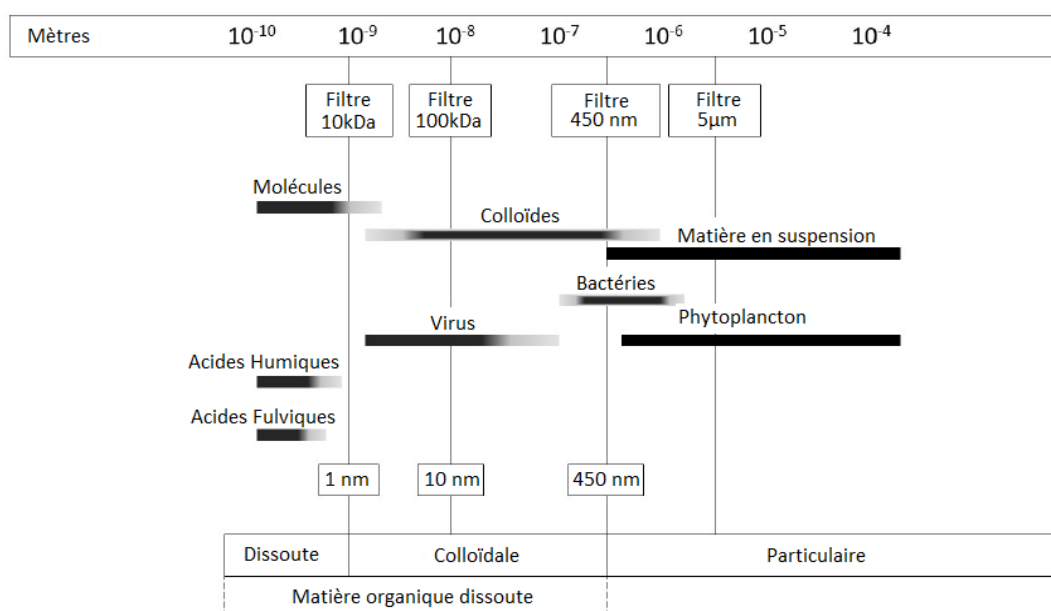 Mètres 10-10 10-9 10-8 10-7 10-6 10-5 10-4
Filtre
10kDa
Filtre
100kDa
Filtre
450 nm
Filtre
5µm
Molécules
Colloïdes
Matière en suspension
Bactéries
Virus
Phytoplancton
Acides Humiques
Acides Fulviques
1 nm 10 nm 450 nm
Dissoute Colloïdale Particulaire
Matière organique dissoute